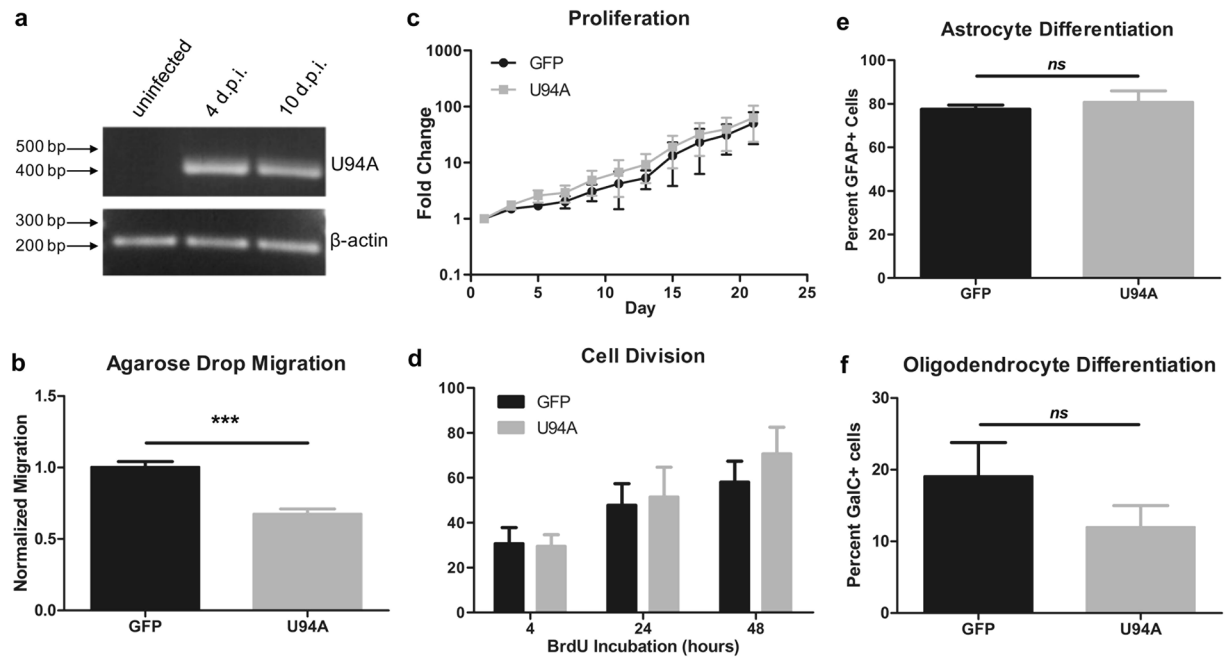 a
uninfected
4 d.p.i.
10 d.p.i.
500 bp
400 bp
U94A
300 bp
200 bp
β-actin
b
Agarose Drop Migration
Normalized Migration
1.5
1.0
0.5
0.0
***
GFP
U94A
c
Proliferation
Fold Change
1000
100
10
1
0.1
GFP
U94A
0
5
10
15
20
25
Day
d
Cell Division
100
80
60
40
20
0
GFP
U94A
4
24
48
BrdU Incubation (hours)
e
Astrocyte Differentiation
Percent GFAP+ Cells
100
80
60
40
20
0
ns
GFP
U94A
f
Oligodendrocyte Differentiation
Percent GalC+ cells
30
20
10
0
ns
GFP
U94A